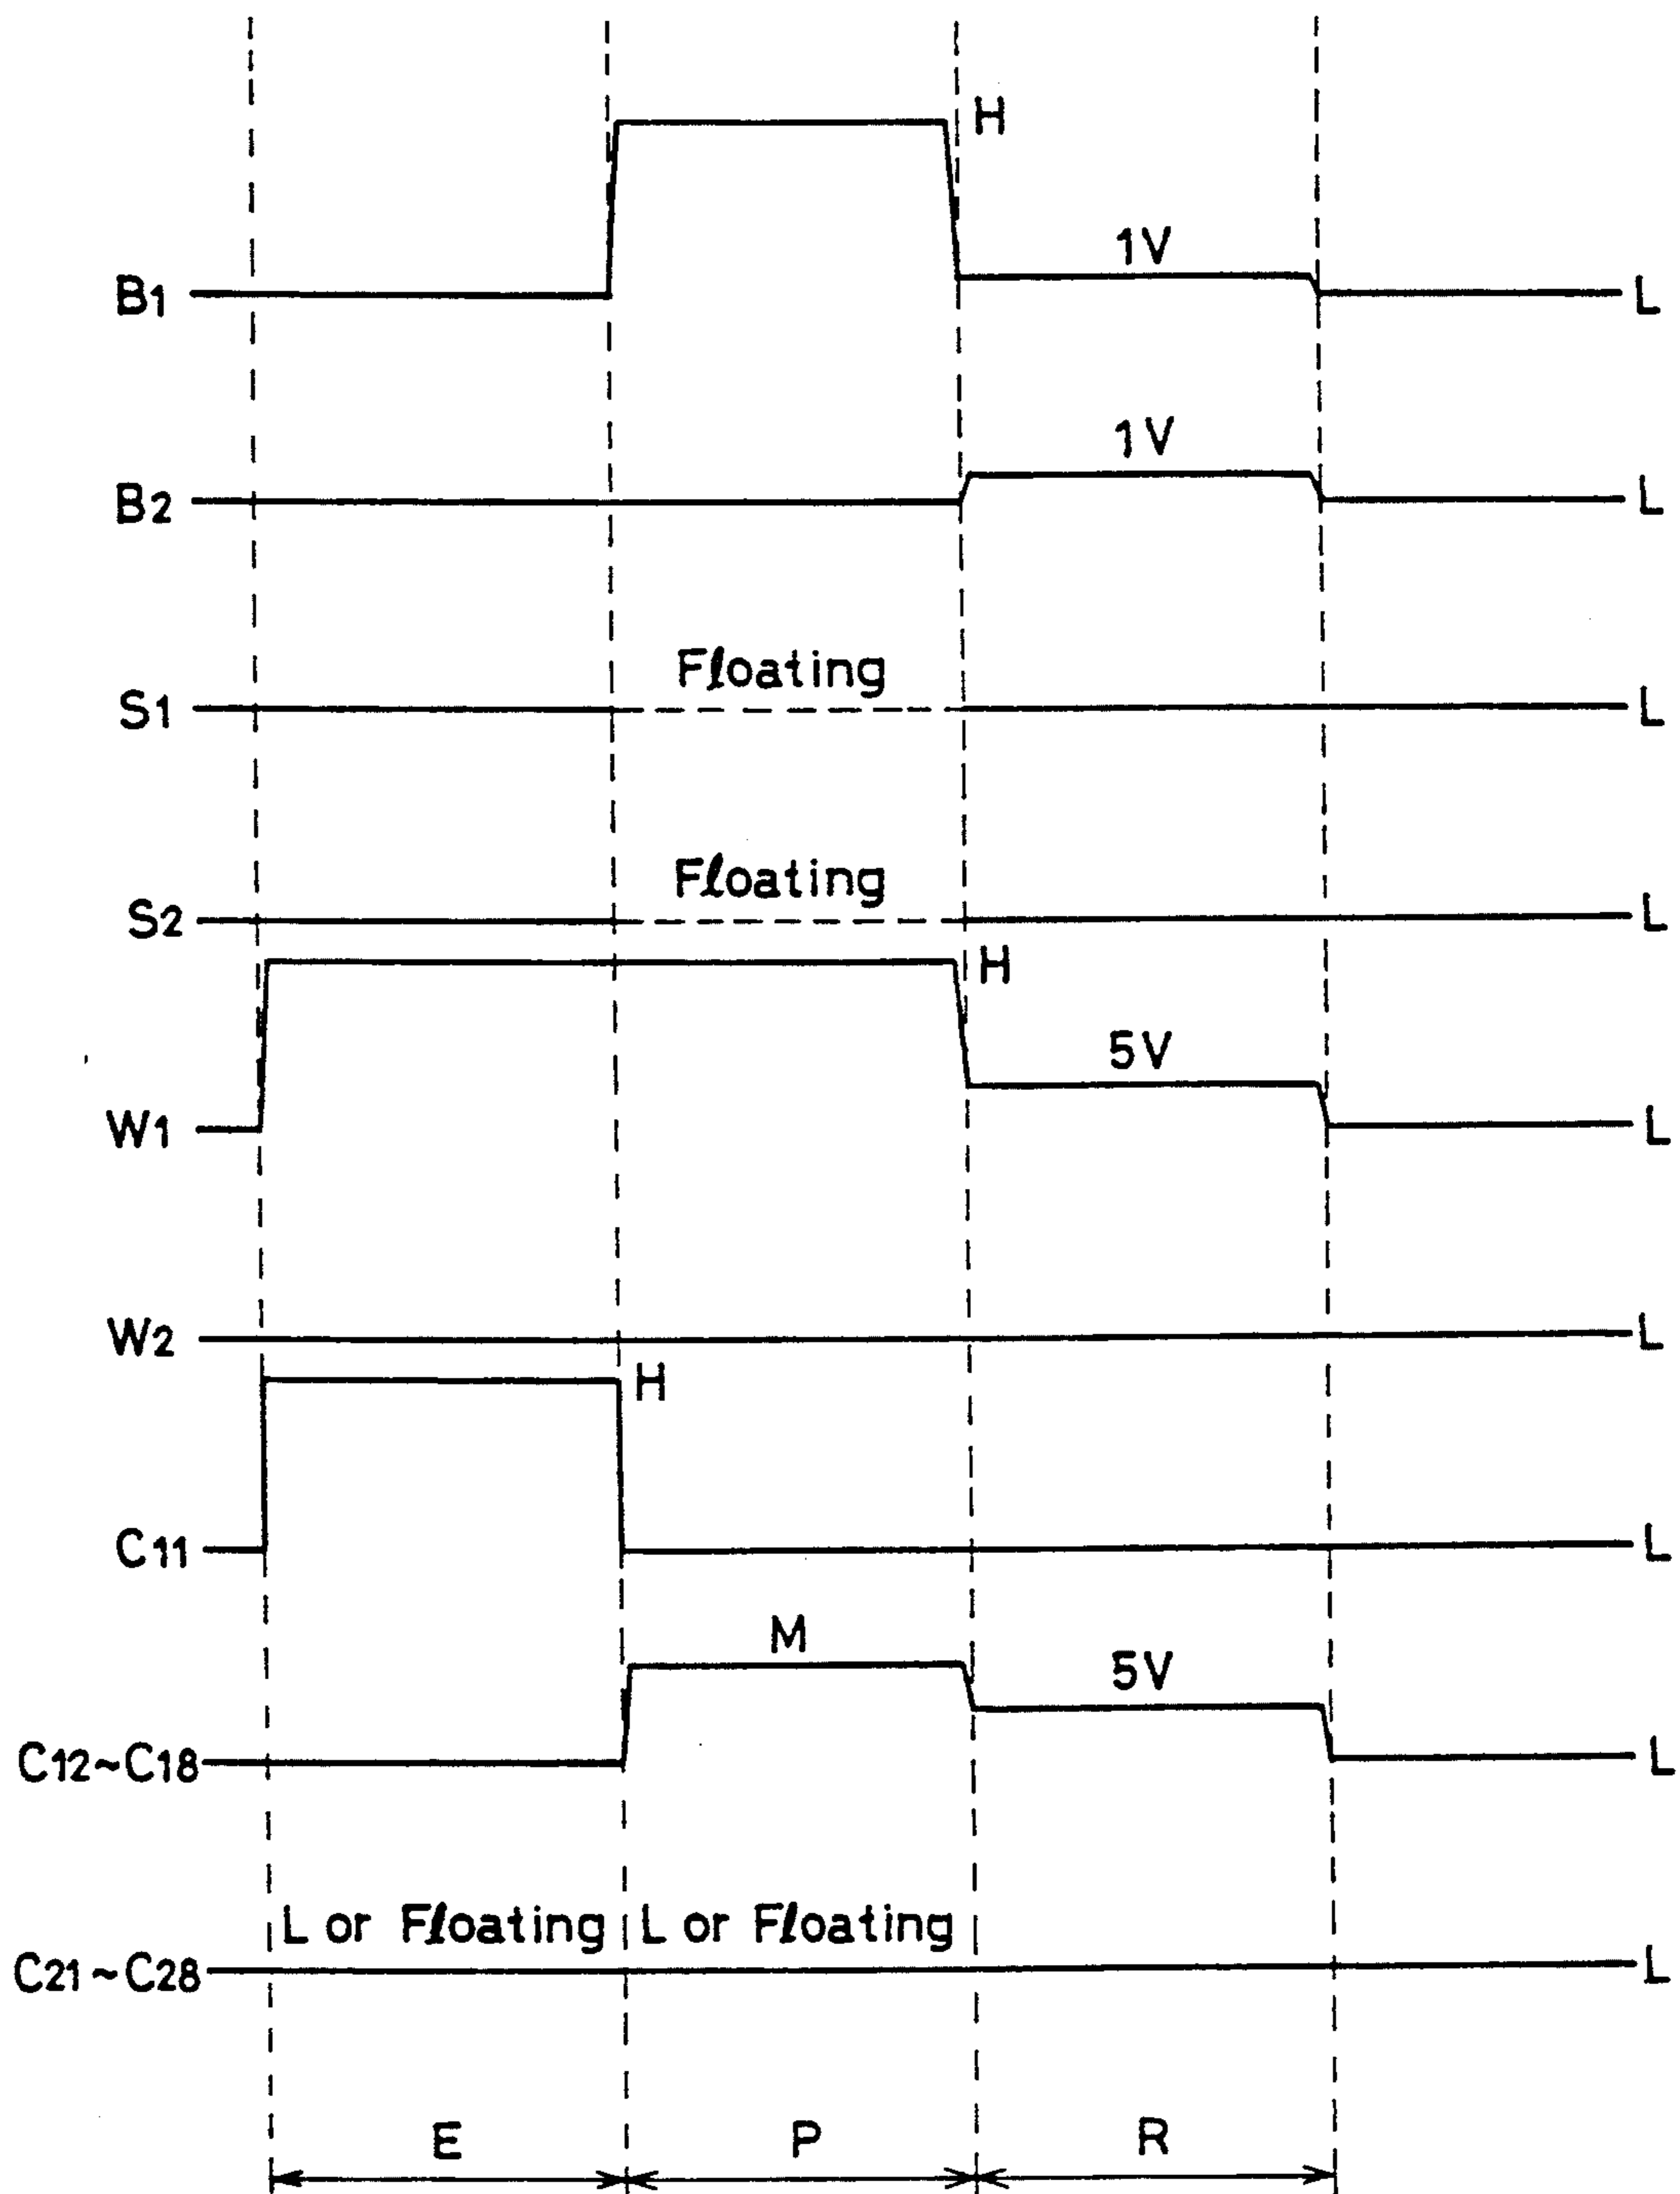 H
1V
B1 L
1V
B2 L
Floating
S1 L
Floating
S2 L
H
5V
W1 L
W2 L
H
C11 L
M
5V
C12~C18 L
L or Floating L or Floating
C21~C28 L
E P R